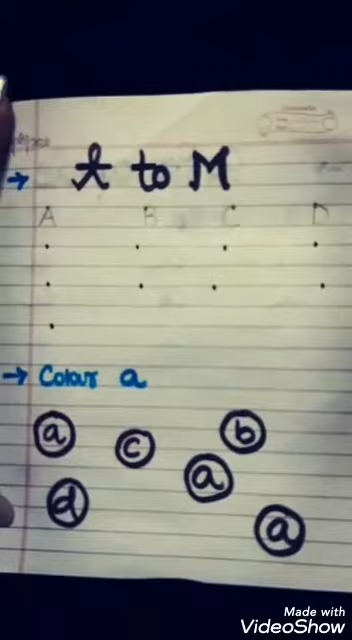 → A to M
A B C D
→ Colour a
a c b
a
d
a
Made with
VideoShow